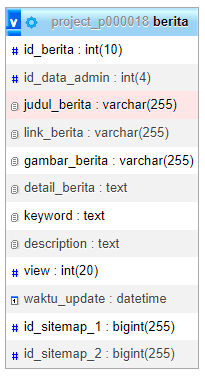 v project_p000018 berita
# id_berita : int(10)
# id_data_admin : int(4)
judul_berita : varchar(255)
link_berita : varchar(255)
gambar_berita : varchar(255)
detail_berita : text
keyword : text
description : text
# view : int(20)
waktu_update : datetime
# id_sitemap_1 : bigint(255)
# id_sitemap_2 : bigint(255)